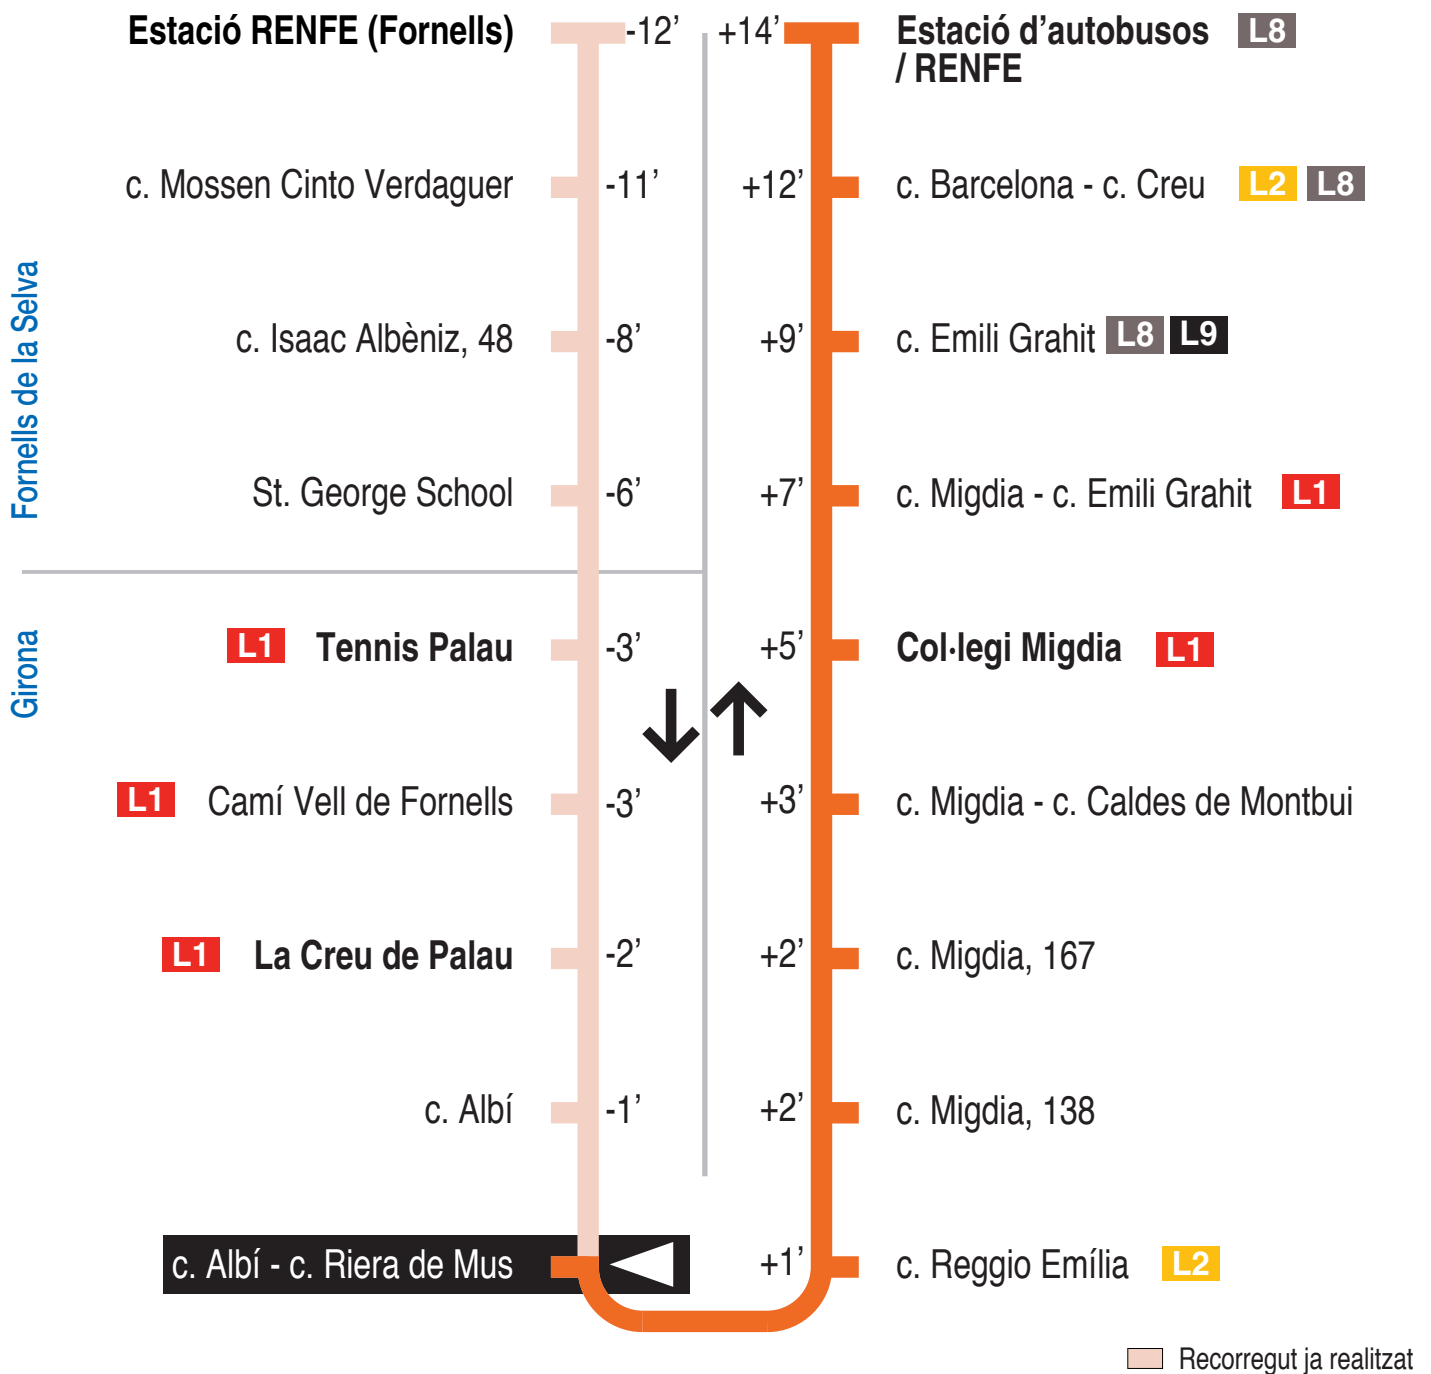 Estació RENFE (Fornells) -12’
c. Mossen Cinto Verdaguer -11’
c. Isaac Albèniz, 48 -8’
St. George School -6’
L1 Tennis Palau -3’
L1 Camí Vell de Fornells -3’
L1 La Creu de Palau -2’
c. Albí -1’
c. Albí - c. Riera de Mus
Fornells de la Selva
Girona
+14’ Estació d’autobusos L8
/ RENFE
+12’ c. Barcelona - c. Creu L2 L8
+9’ c. Emili Grahit L8 L9
+7’ c. Migdia - c. Emili Grahit L1
+5’ Col·legi Migdia L1
+3’ c. Migdia - c. Caldes de Montbui
+2’ c. Migdia, 167
+2’ c. Migdia, 138
+1’ c. Reggio Emília L2
Recorregut ja realitzat